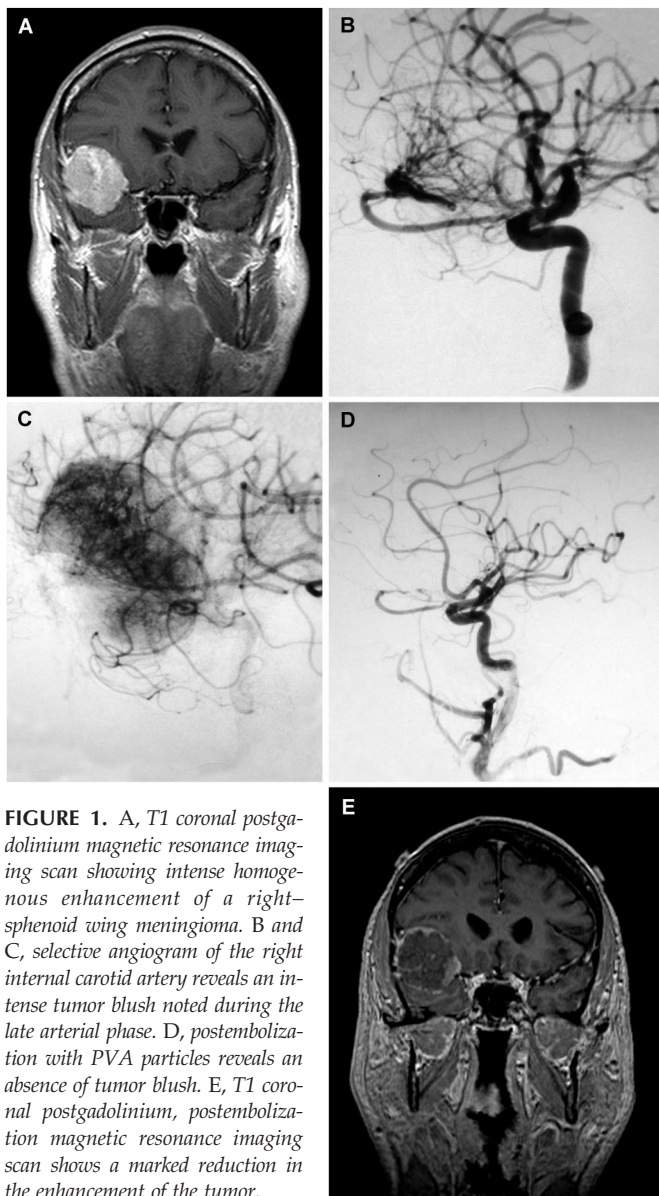 A
B
C
D
FIGURE 1. A, T1 coronal postga-
dolinium magnetic resonance imag-
ing scan showing intense homoge-
nous enhancement of a right–
sphenoid wing meningioma. B and
C, selective angiogram of the right
internal carotid artery reveals an in-
tense tumor blush noted during the
late arterial phase. D, postemboliza-
tion with PVA particles reveals an
absence of tumor blush. E, T1 coro-
nal postgadolinium, postemboliza-
tion magnetic resonance imaging
scan shows a marked reduction in
the enhancement of the tumor.
E